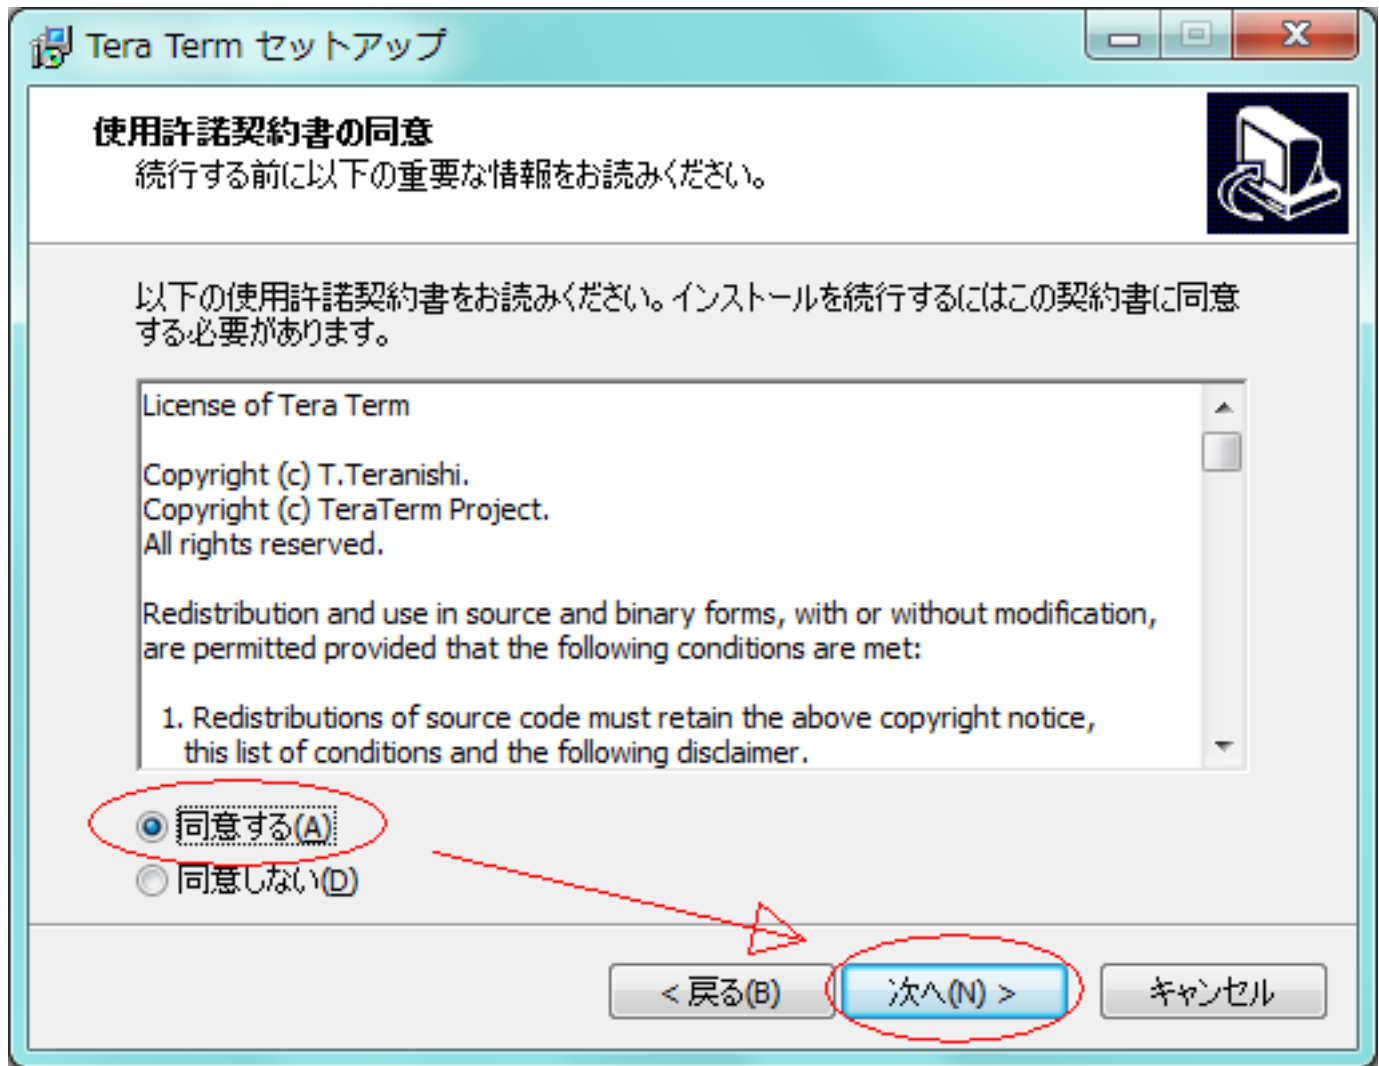 Tera Term セットアップ
使用許諾契約書の同意
続行する前に以下の重要な情報をお読みください。
以下の使用許諾契約書をお読みください。インストールを続行するにはこの契約書に同意
する必要があります。
License of Tera Term
Copyright (c) T.Teranishi.
Copyright (c) TeraTerm Project.
All rights reserved.
Redistribution and use in source and binary forms, with or without modification,
are permitted provided that the following conditions are met:
1. Redistributions of source code must retain the above copyright notice,
this list of conditions and the following disclaimer.
同意する(A)
同意しない(D)
< 戻る(B)
次へ(N) >
キャンセル